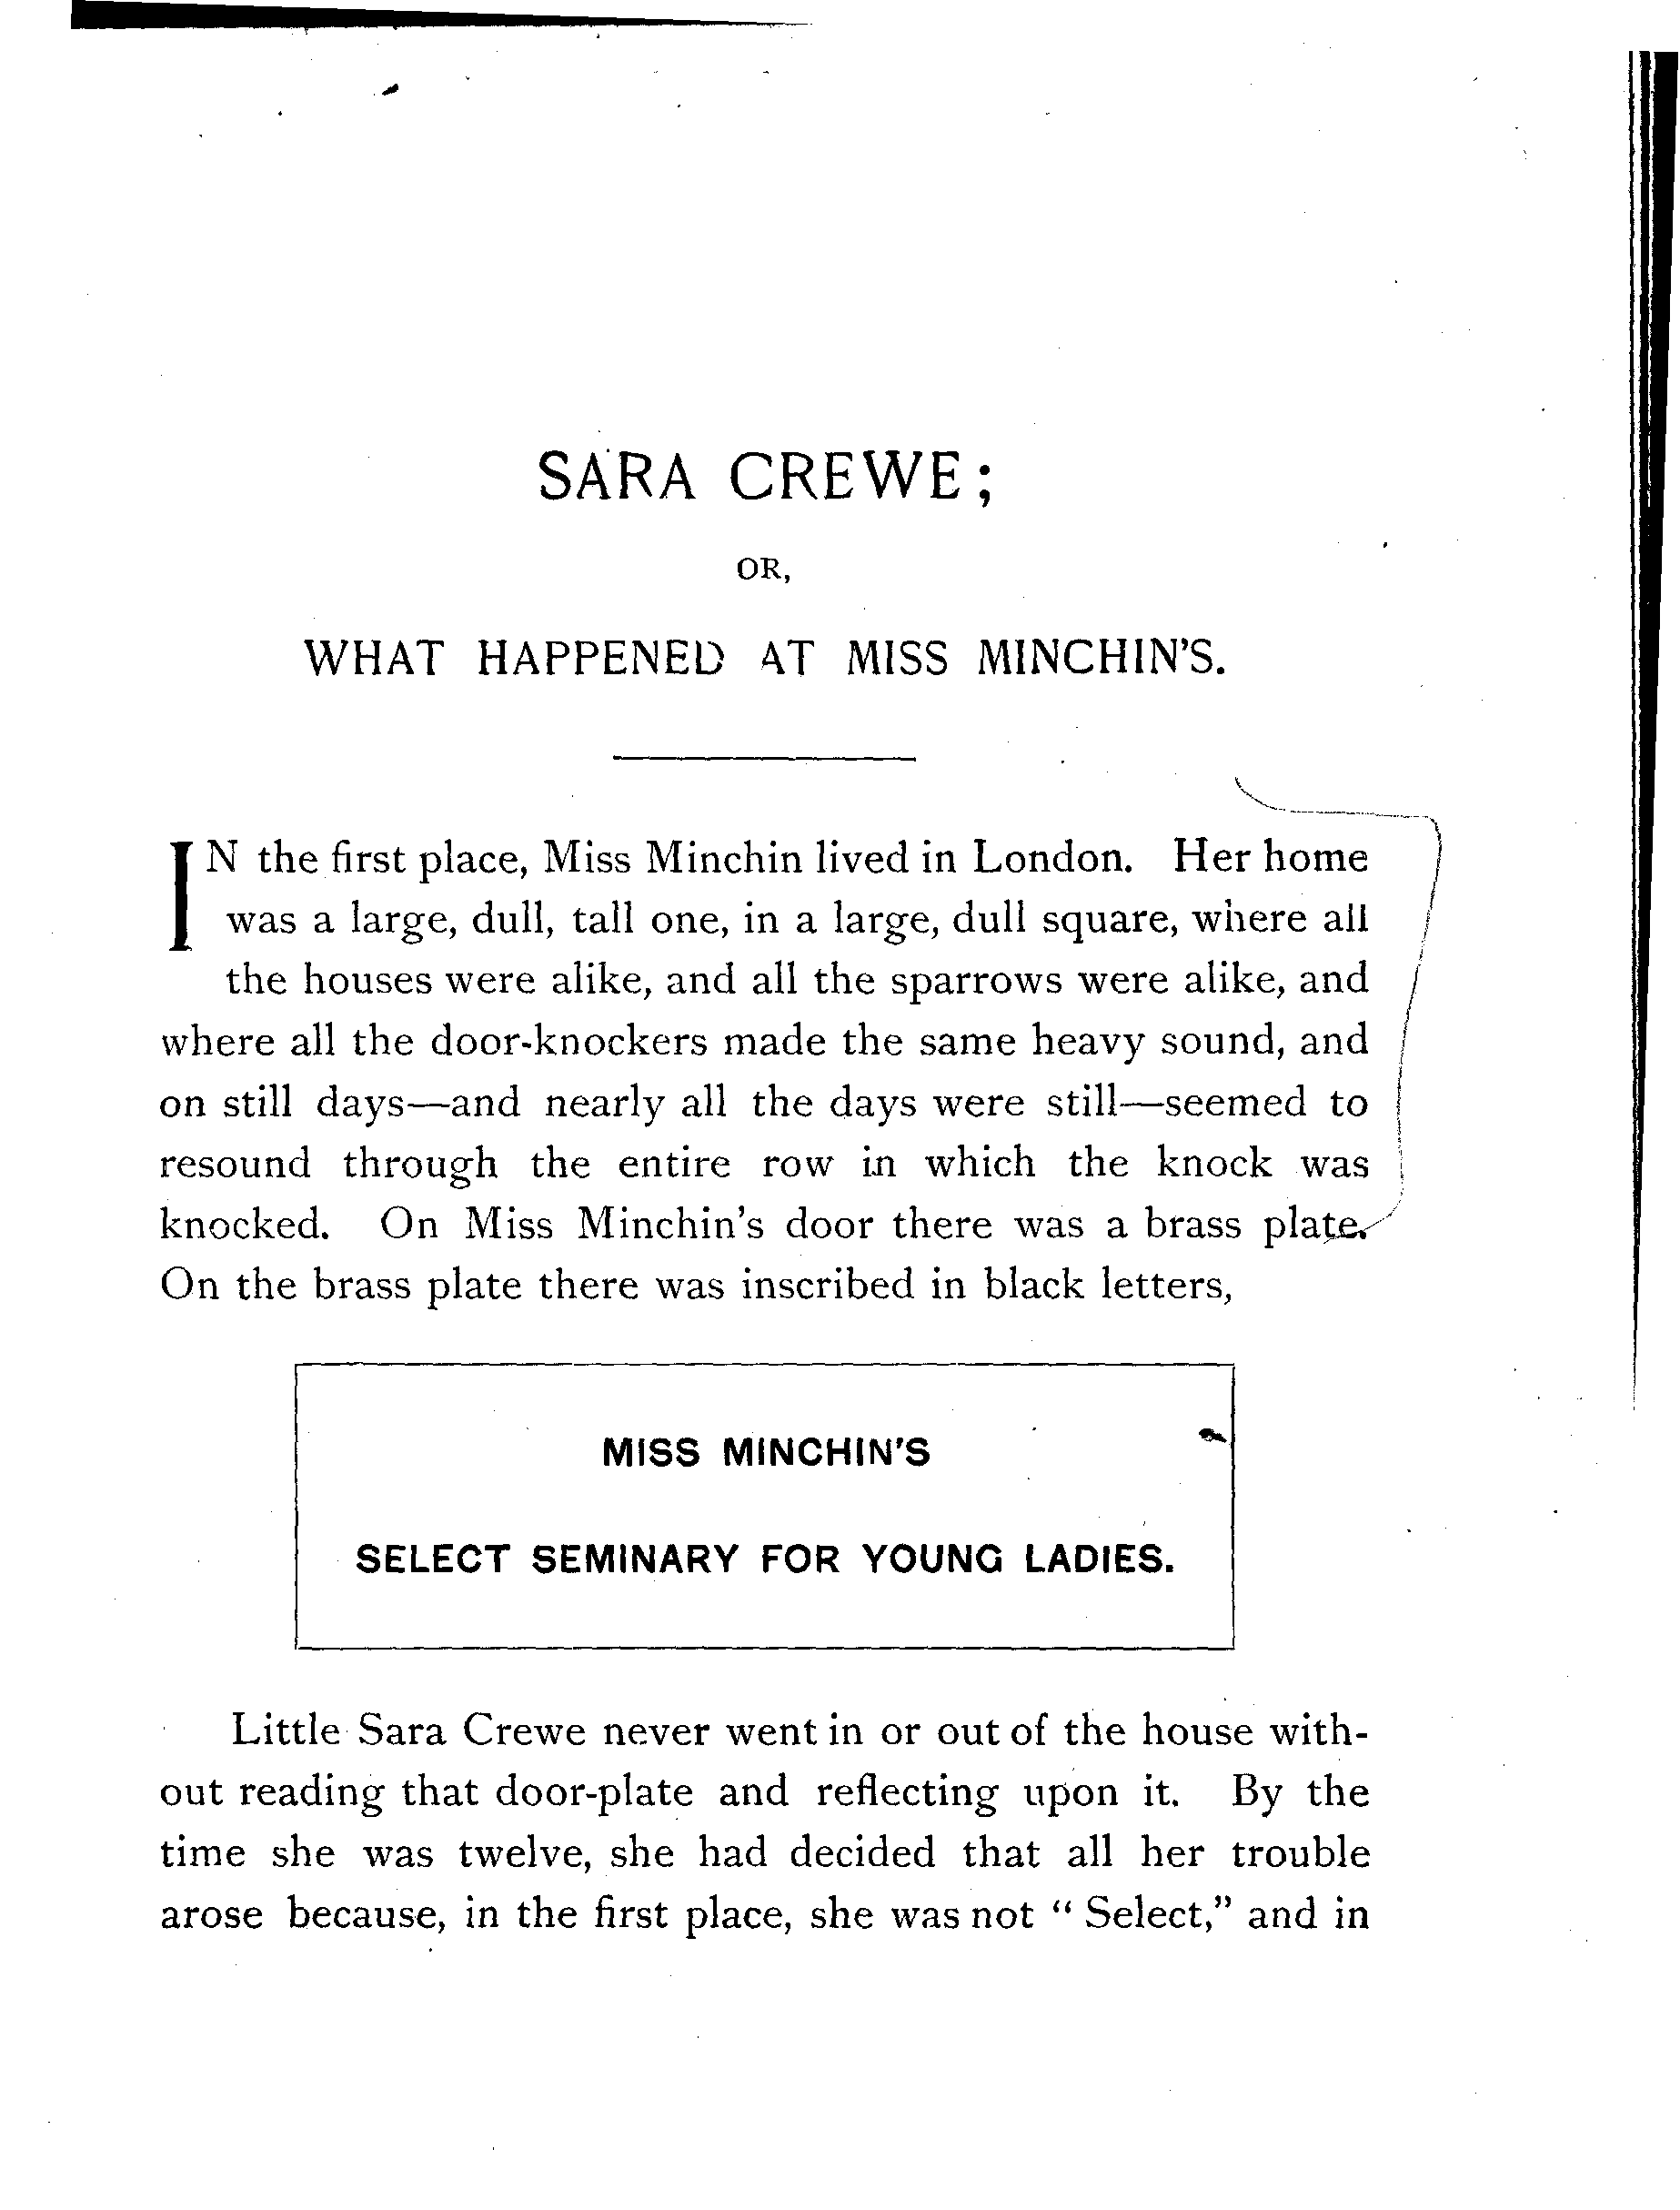 SARA CREWE;
OR,
WHAT HAPPENED AT MISS MINCHIN'S.
IN the first place, Miss Minchin lived in London. Her home
was a large, dull, tall one, in a large, dull square, where all
the houses were alike, and all the sparrows were alike, and
where all the door-knockers made the same heavy sound, and
on still days—and nearly all the days were still—seemed to
resound through the entire row in which the knock was
knocked. On Miss Minchin's door there was a brass plate.
On the brass plate there was inscribed in black letters,
MISS MINCHIN'S
SELECT SEMINARY FOR YOUNG LADIES.
Little Sara Crewe never went in or out of the house with-
out reading that door-plate and reflecting upon it. By the
time she was twelve, she had decided that all her trouble
arose because, in the first place, she was not “ Select,” and in